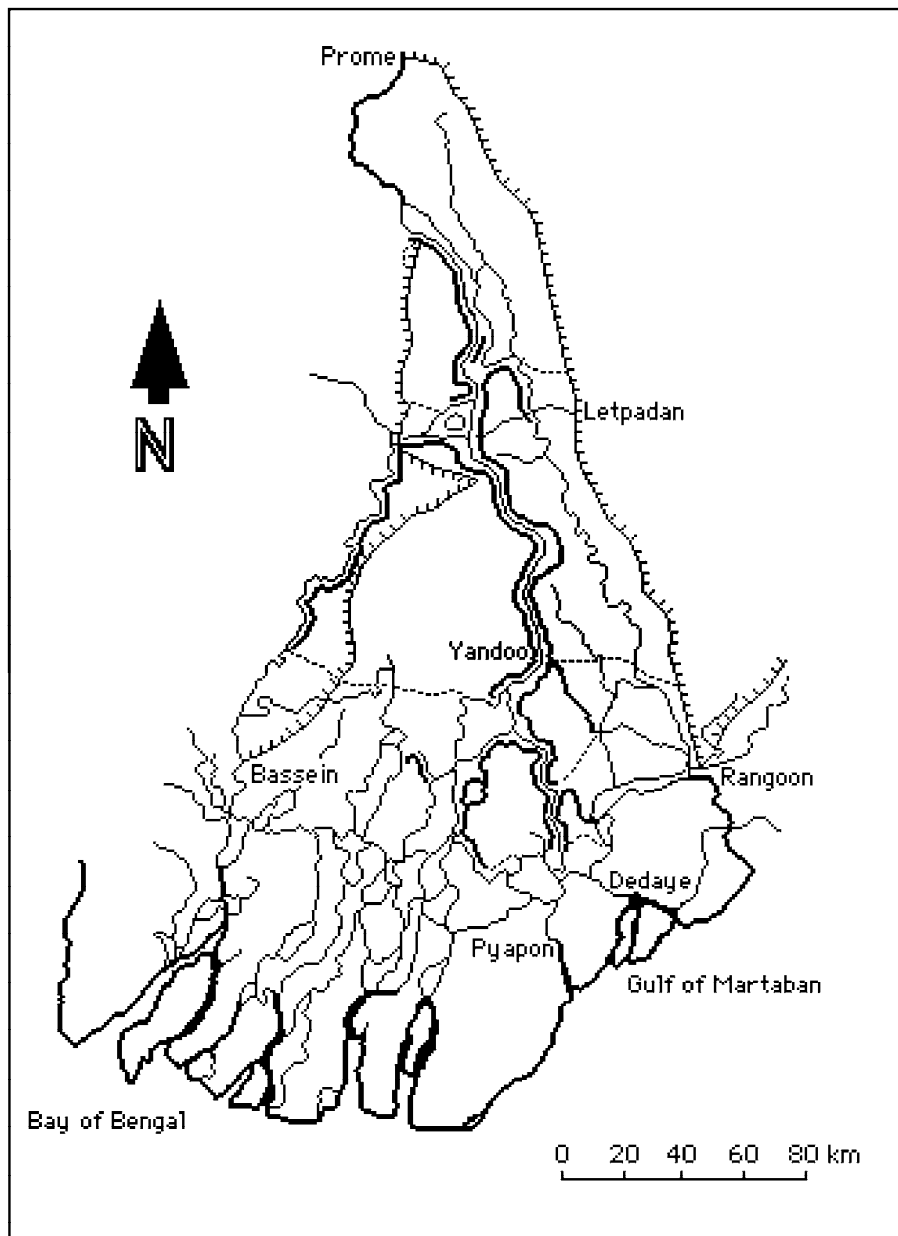 Prome
Letpadan
N
Yandoo
Bassein
Rangoon
Dedaye
Pyapon
Gulf of Martaban
Bay of Bengal
0 20 40 60 80 km